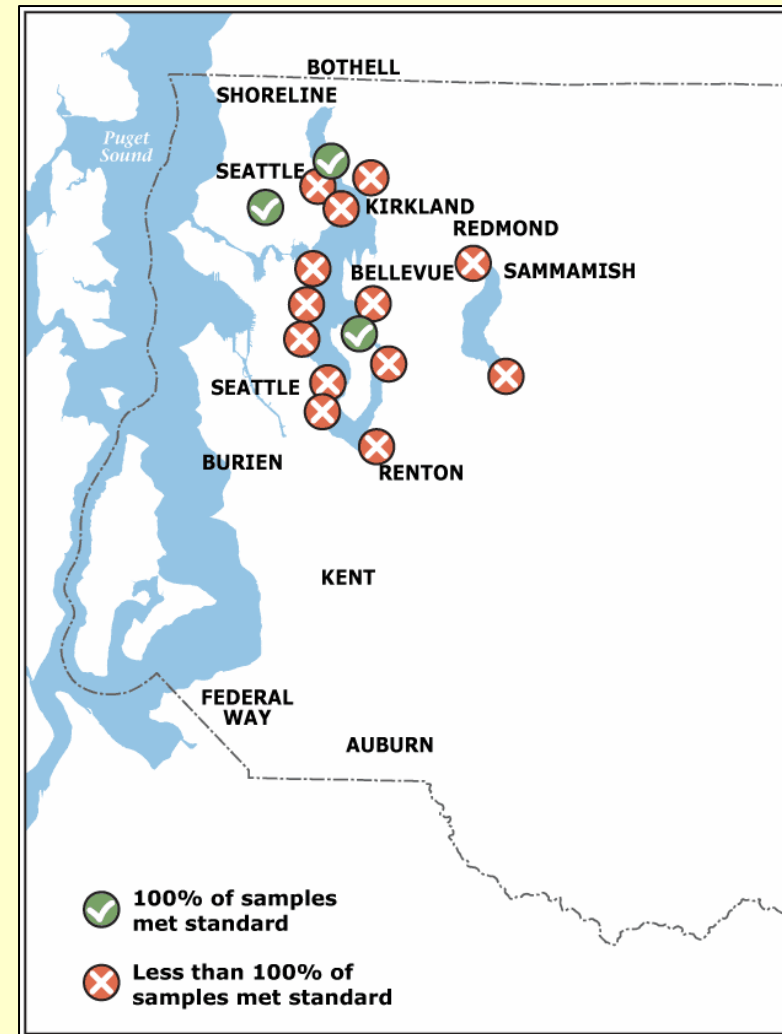 BOTHELL
SHORELINE
Puget
Sound
SEATTLE
KIRKLAND
REDMOND
BELLEVUE
SAMMAMISH
SEATTLE
BURIEN
RENTON
KENT
FEDERAL
WAY
AUBURN
100% of samples
met standard
Less than 100% of
samples met standard